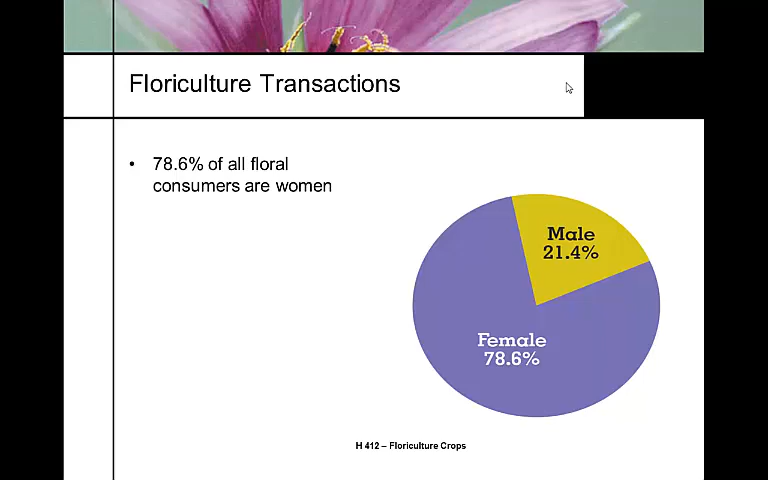 Floriculture Transactions
• 78.6% of all floral
consumers are women
Male
21.4%
Female
78.6%
H 412 – Floriculture Crops